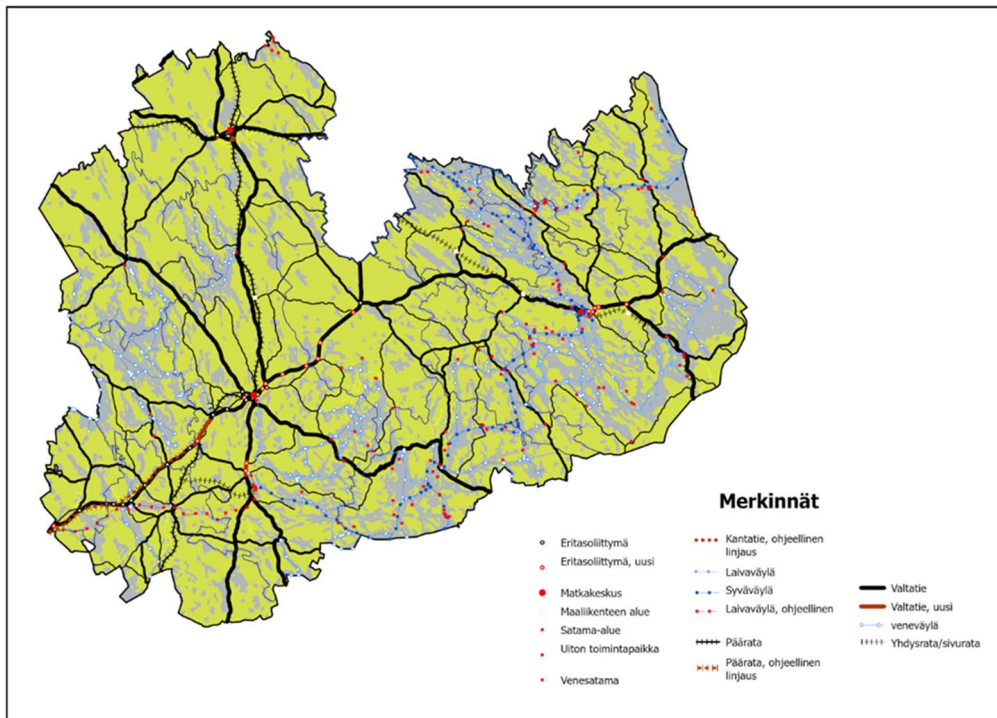 Merkinnät
Eritasoliittymä
Eritasoliittymä, uusi
Matkakeskus
Maaliikenteen alue
Satama-alue
Uiton toimintapaikka
Venesatama
Kantatie, ohjeellinen
linjaus
Laivaväylä
Syväväylä
Laivaväylä, ohjeellinen
Päärata
Päärata, ohjeellinen
linjaus
Valtatie
Valtatie, uusi
veneväylä
Yhdysrata/sivurata